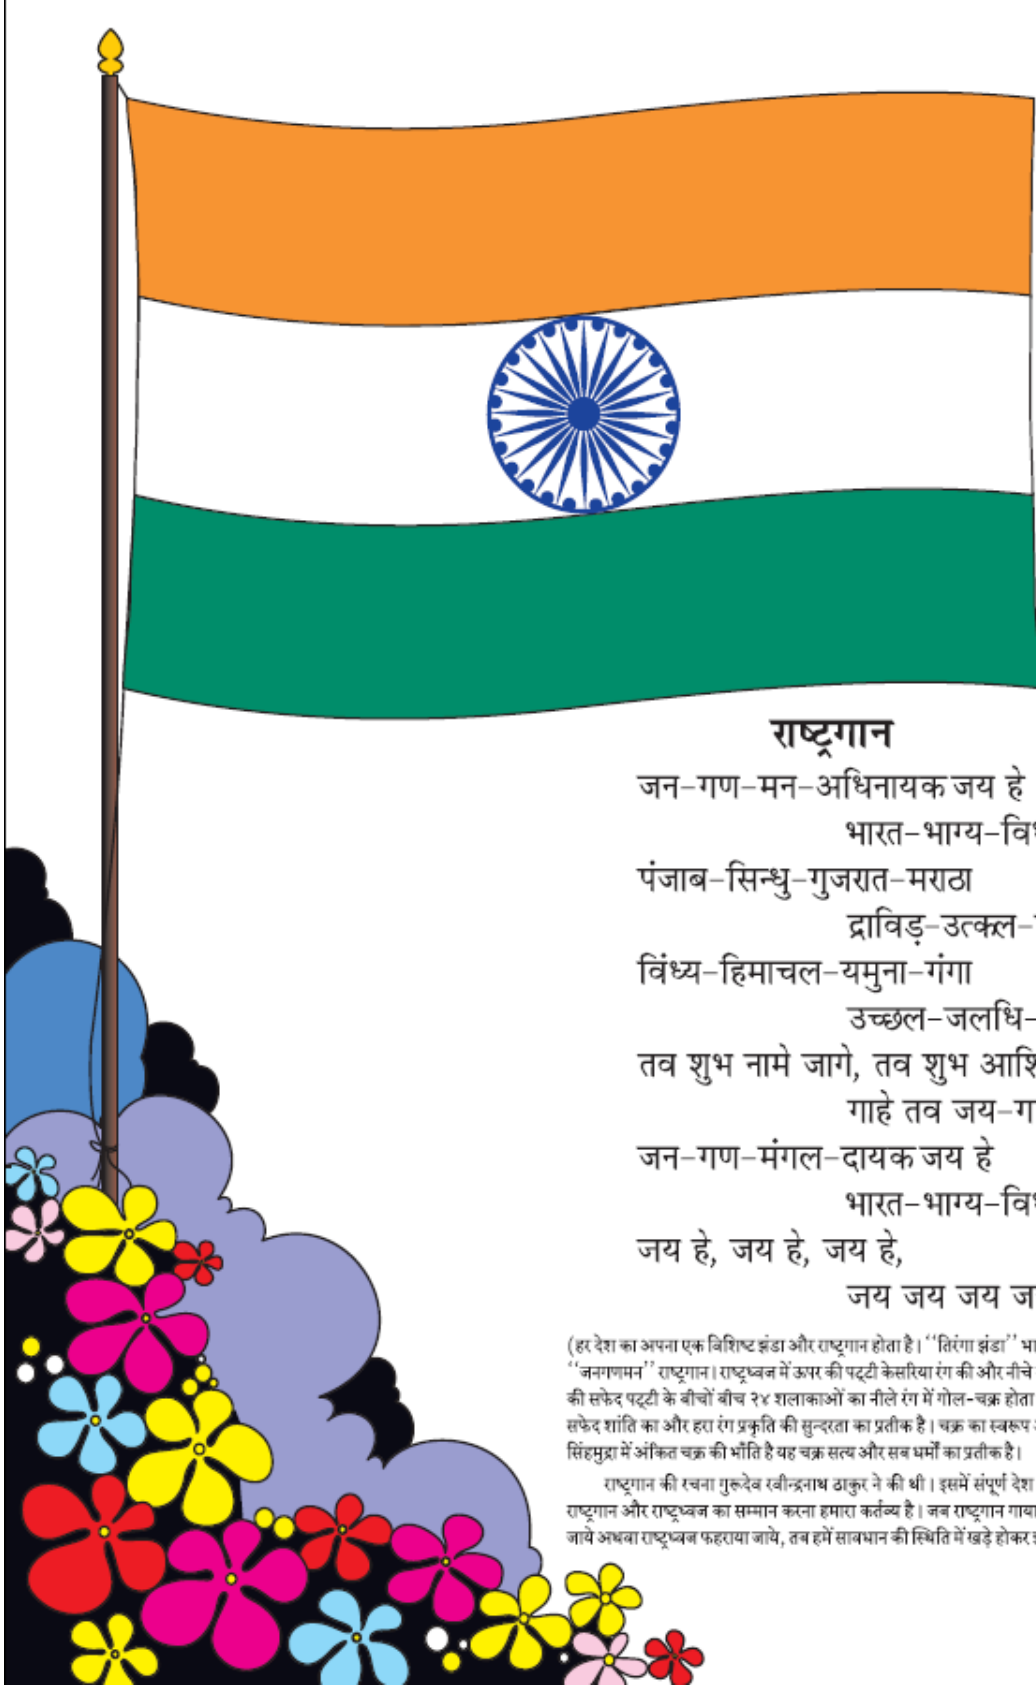 राष्ट्रगान
जन-गण-मन-अधिनायक जय हे
भारत-भाग्य-
पंजाब-सिन्धु-गुजरात-मराठा
द्राविड़-उत्कल-
विंध्य-हिमाचल-यमुना-गंगा
उच्छल-जलधि-
तव शुभ नामे जागे, तव शुभ
गाहे तव जय-
जन-गण-मंगल-दायक जय हे
भारत-भाग्य-
जय हे, जय हे, जय हे,
जय जय जय
(हर देश का अपना एक विशिष्ट झंडा और राष्ट्रगान होता है। ‘‘तिरंगा झंडा’’
‘‘जनगणमन’’ राष्ट्रगान। राष्ट्रध्वज में ऊपर की पट्टी केसरिया रंग की और नीचे
की सफेद पट्टी के बीचों बीच २४ शलाकाओं का नीले रंग में गोल-चक्र होता
सफेद शांति का और हरा रंग प्रकृति की सुन्दरता का प्रतीक है। चक्र का स्वरूप
सिंहमुद्रा में अंकित चक्र की भाँति है यह चक्र सत्य और सब धर्मों का प्रतीक है।
राष्ट्रगान की रचना गुरूदेव रवीन्द्रनाथ ठाकुर ने की थी। इसमें संपूर्ण देश
राष्ट्रगान और राष्ट्रध्वज का सम्मान करना हमारा कर्तव्य है। जब राष्ट्रगान
जाये अथवा राष्ट्रध्वज फहराया जाये, तब हमें सावधान की स्थिति में खड़े होकर